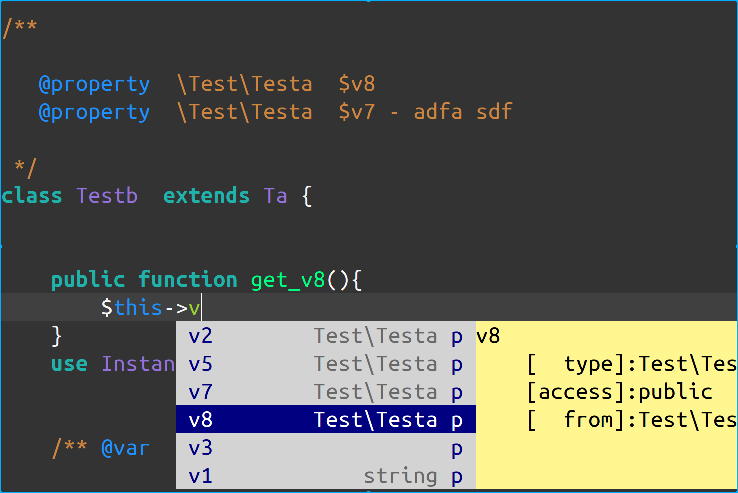 /**
@property \Test\Testa $v8
@property \Test\Testa $v7 - adfa sdf
*/
class Testb extends Ta {
public function get_v8(){
$this->v
}
use Instan
/** @var
v2 Test\Testa p
v5 Test\Testa p
v7 Test\Testa p
v8 Test\Testa p
v3 p
v1 string p
v8
[ type]:Test\Tes
[access]:public
[ from]:Test\Tes